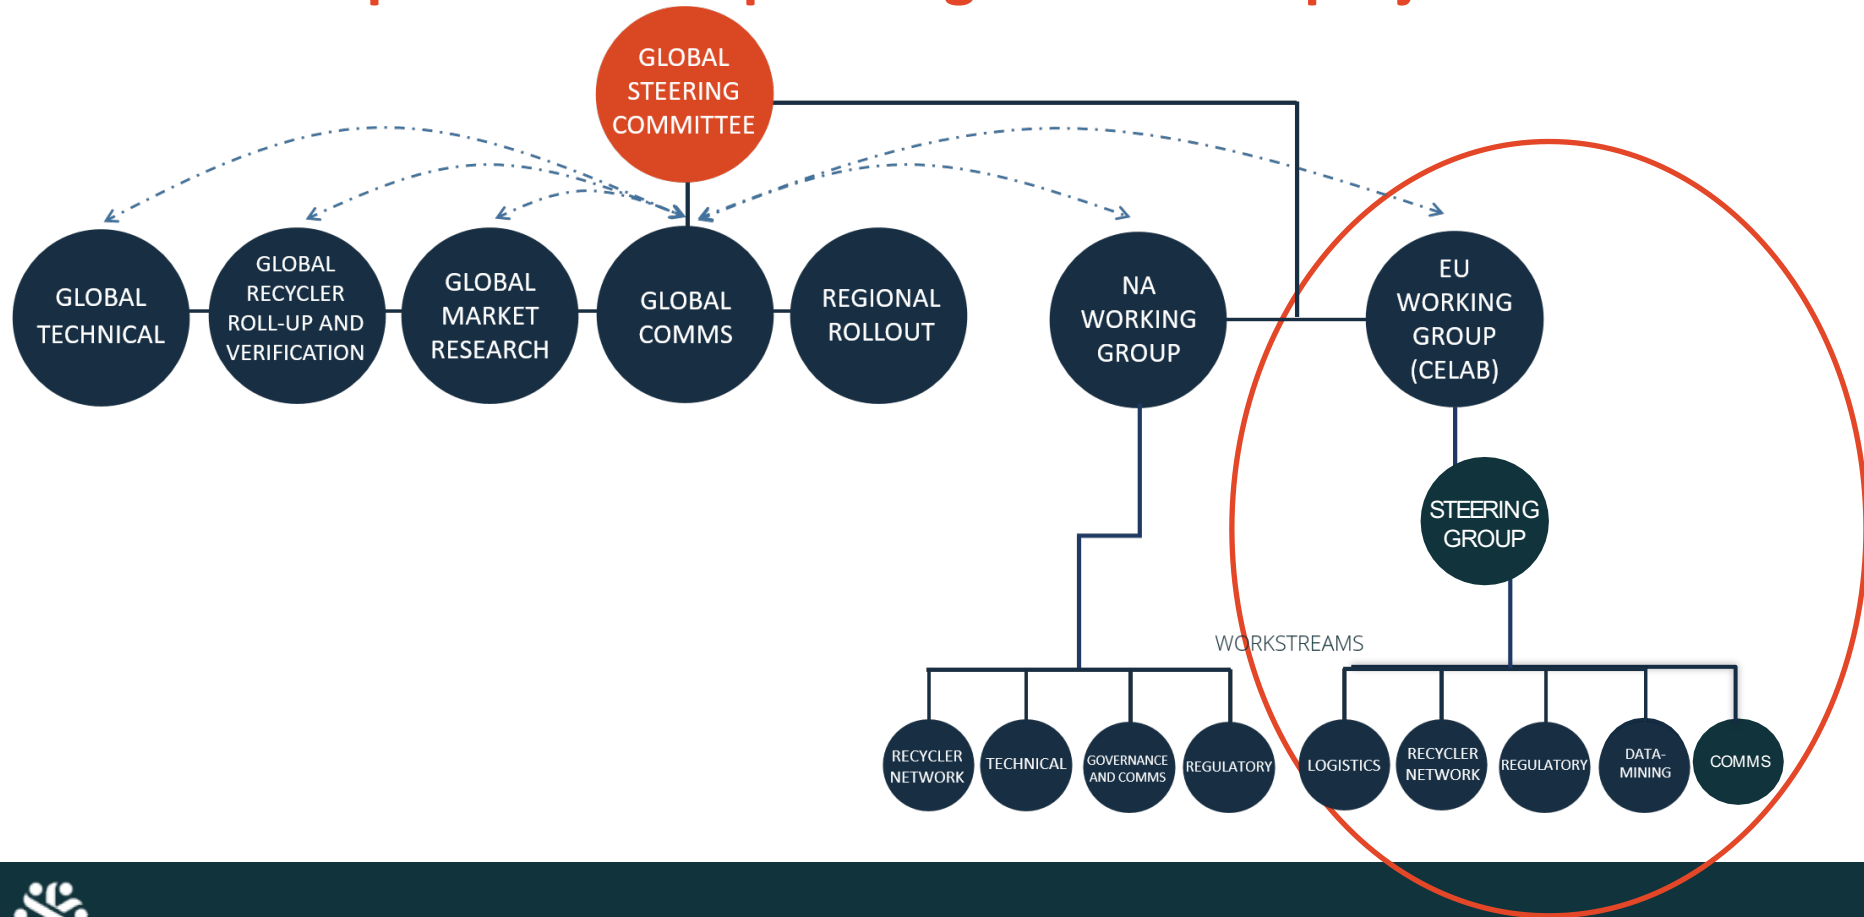 GLOBAL
STEERING
COMMITTEE
GLOBAL
TECHNICAL
GLOBAL
RECYCLER
ROLL-UP AND
VERIFICATION
GLOBAL
MARKET
RESEARCH
GLOBAL
COMMS
REGIONAL
ROLLOUT
NA
WORKING
GROUP
EU
WORKING
GROUP
(CELAB)
STEERING
GROUP
WORKSTREAMS
RECYCLER
NETWORK
TECHNICAL
GOVERNANCE
AND COMMS
REGULATORY
LOGISTICS
RECYCLER
NETWORK
REGULATORY
DATA-
MINING
COMMS